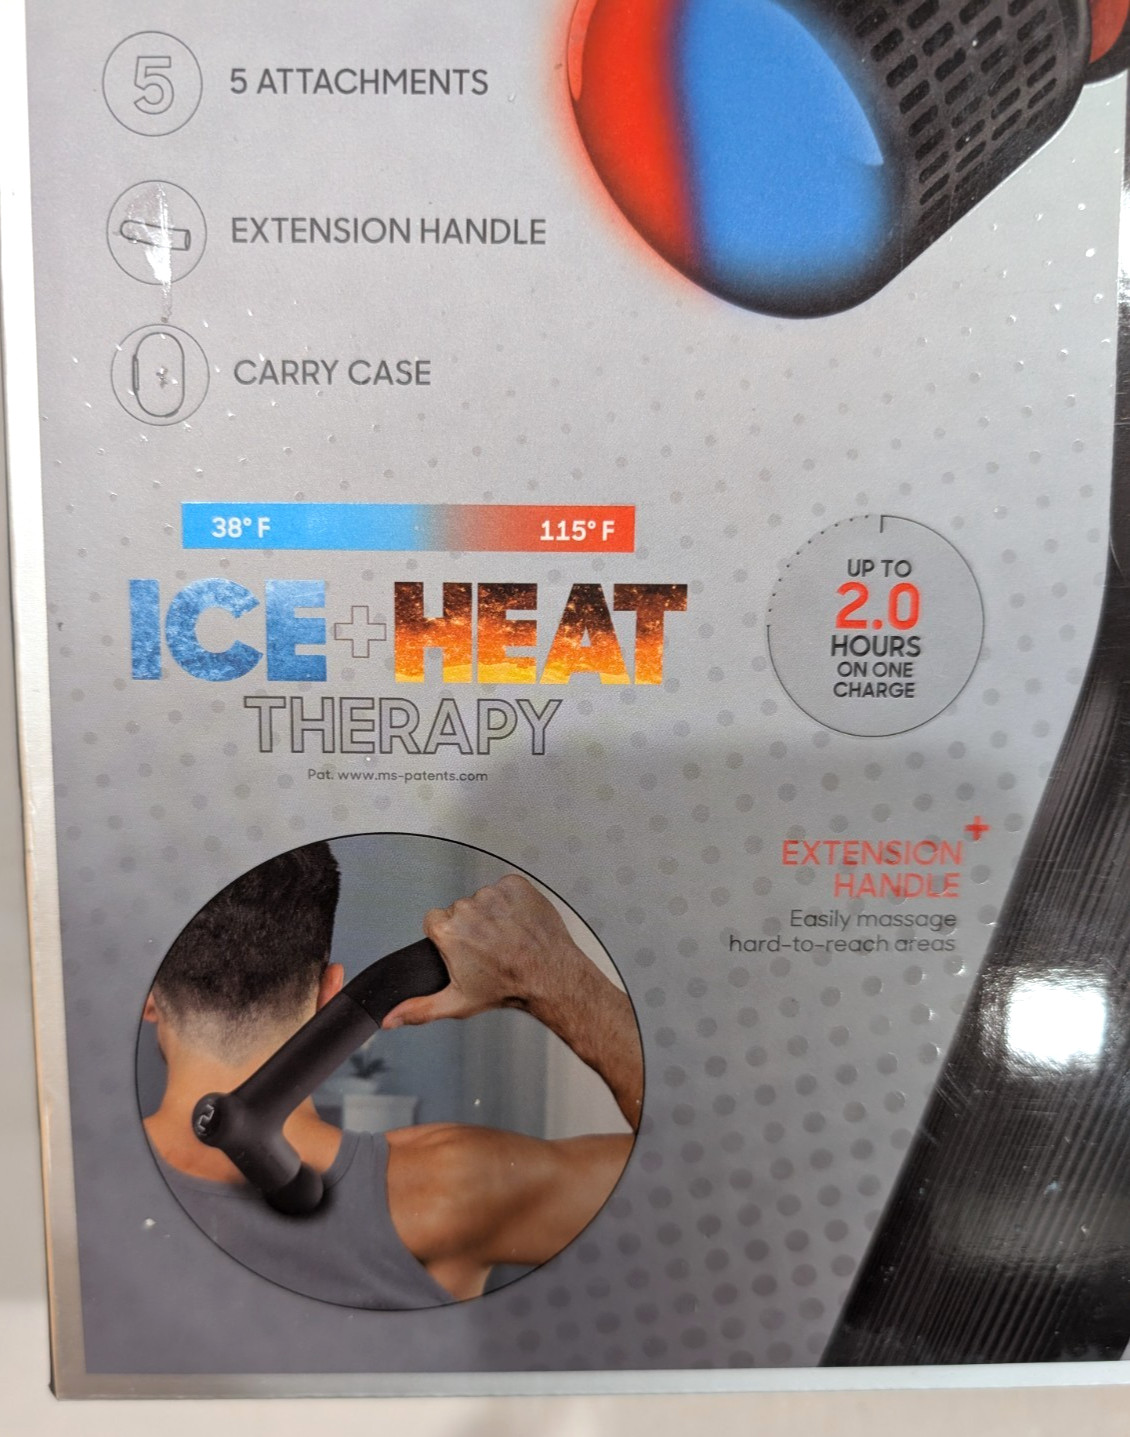 5
5 ATTACHMENTS
EXTENSION HANDLE
CARRY CASE
38° F
115° F
ICE+HEAT
THERAPY
Pat. www.ms-patents.com
UP TO
2.0
HOURS
ON ONE
CHARGE
EXTENSION+
HANDLE
Easily massage
hard-to-reach areas